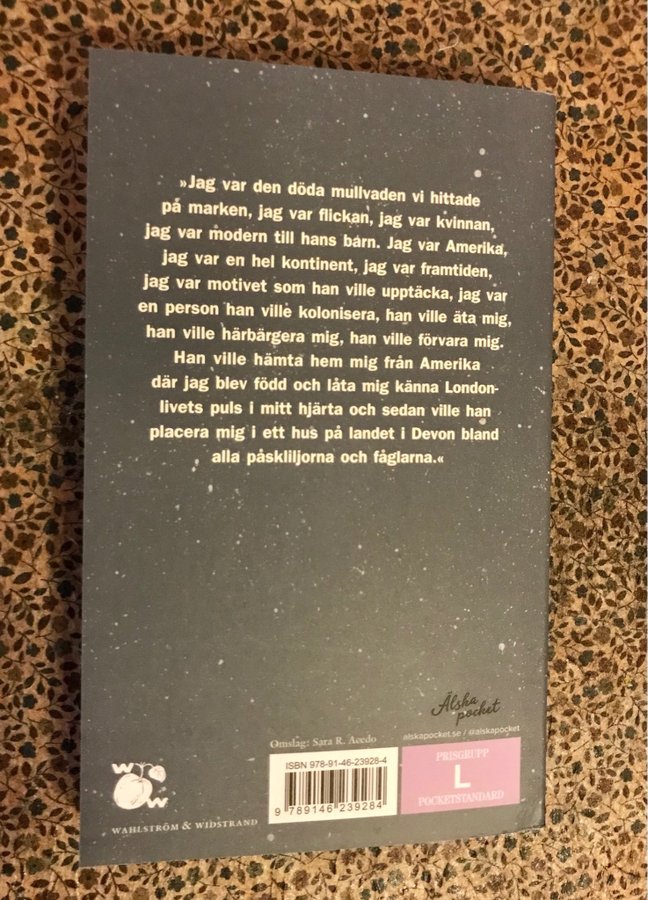 »Jag var den döda mullvaden vi hittade
på marken, jag var flickan, jag var kvinnan,
jag var modern till hans barn. Jag var Amerika,
jag var en hel kontinent, jag var framtiden,
jag var motivet som han ville upptäcka, jag var
en person han ville kolonisera, han ville äta mig,
han ville härbärgera mig, han ville förvara mig.
Han ville hämta hem mig från Amerika
där jag blev född och låta mig känna London-
livets puls i mitt hjärta och sedan ville han
placera mig i ett hus på landet i Devon bland
alla påskliljorna och fåglarna.«
Älska
pocket
alskapocket.se / @alskapocket
Omslag: Sara R. Acedo
ISBN 978-91-46-23928-4
9 789146 239284
PRISGRUPP
L
POCKETSTANDARD
W W
WAHLSTRÖM & WIDSTRAND